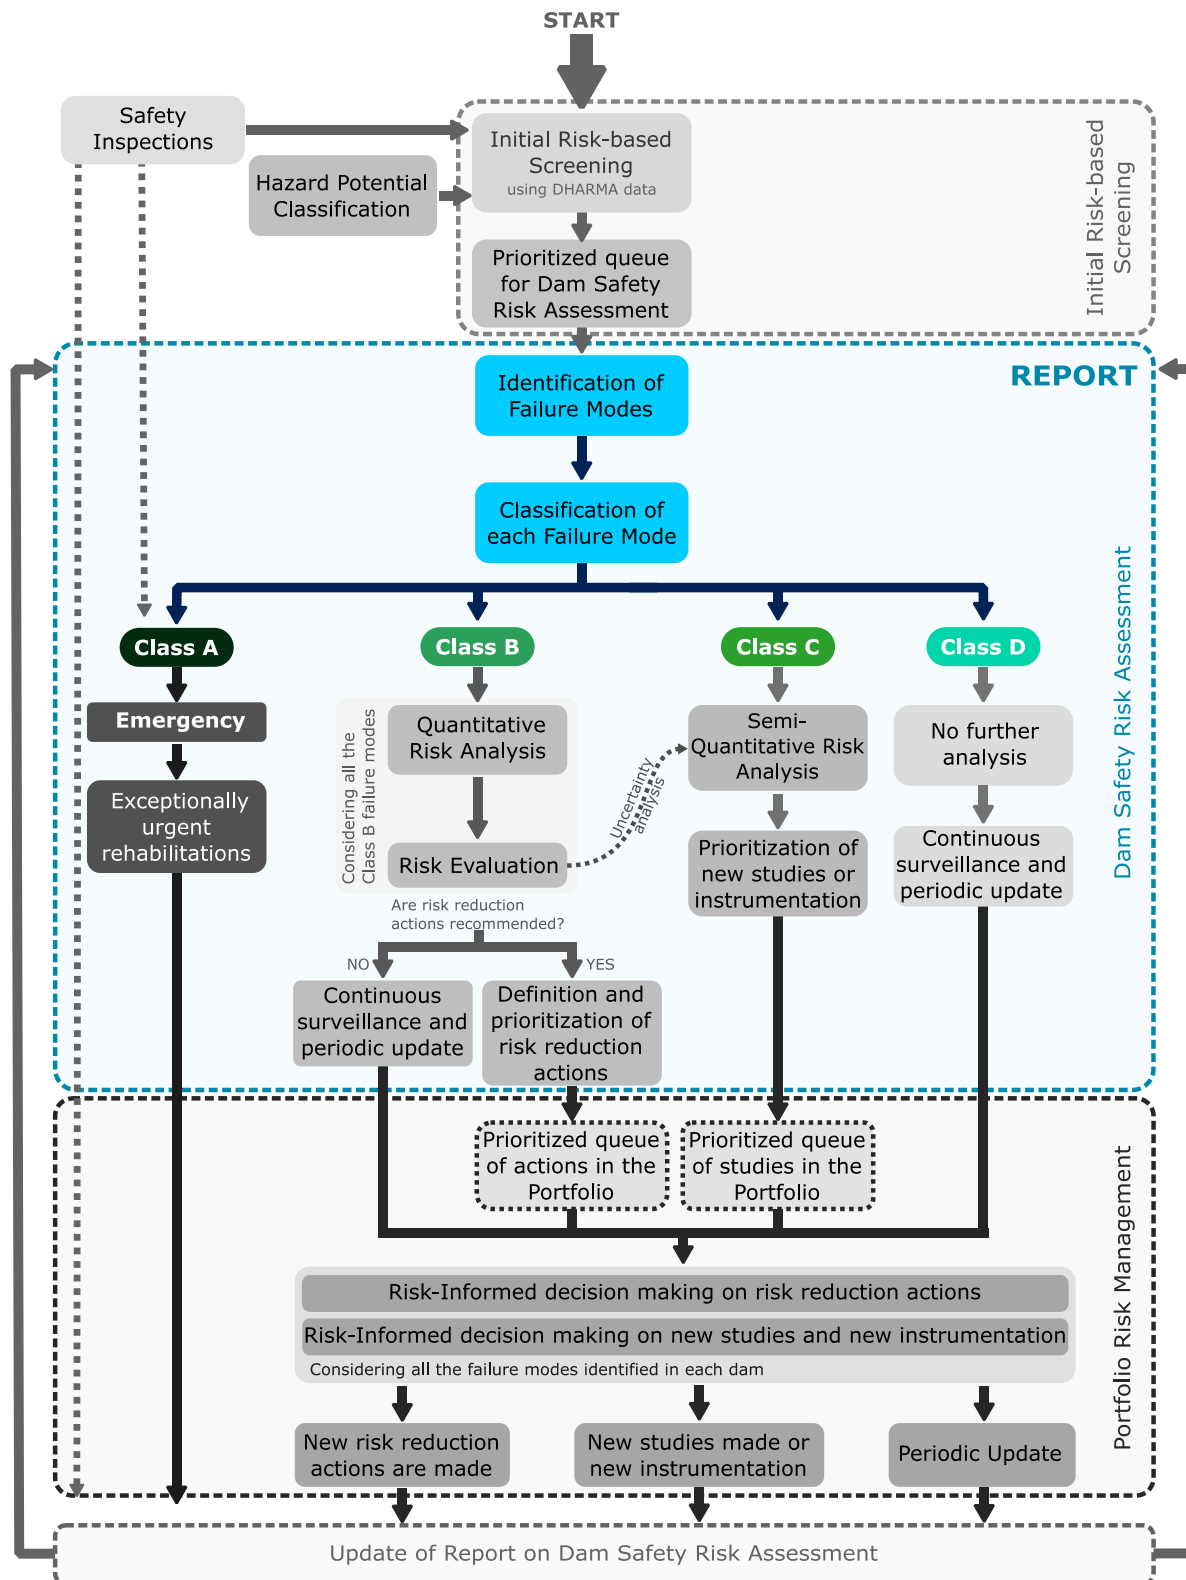 START
Safety
Inspections
Hazard Potential
Classification
Initial Risk-based
Screening
using DHARMA data
Prioritized queue
for Dam Safety
Risk Assessment
Initial Risk-based
Screening
REPORT
Identification of
Failure Modes
Classification of
each Failure Mode
Dam Safety Risk Assessment
Class A
Class B
Class C
Class D
Emergency
Exceptionally
urgent
rehabilitations
Considering all the
Class B failure modes
Quantitative
Risk Analysis
Risk Evaluation
Uncertainty
analysis
Semi-
Quantitative Risk
Analysis
Prioritization of
new studies or
instrumentation
No further
analysis
Continuous
surveillance and
periodic update
Are risk reduction
actions recommended?
NO
YES
Continuous
surveillance and
periodic update
Definition and
prioritization of
risk reduction
actions
Prioritized queue
of actions in the
Portfolio
Prioritized queue
of studies in the
Portfolio
Portfolio Risk Management
Risk-Informed decision making on risk reduction actions
Risk-Informed decision making on new studies and new instrumentation
Considering all the failure modes identified in each dam
New risk reduction
actions are made
New studies made or
new instrumentation
Periodic Update
Update of Report on Dam Safety Risk Assessment